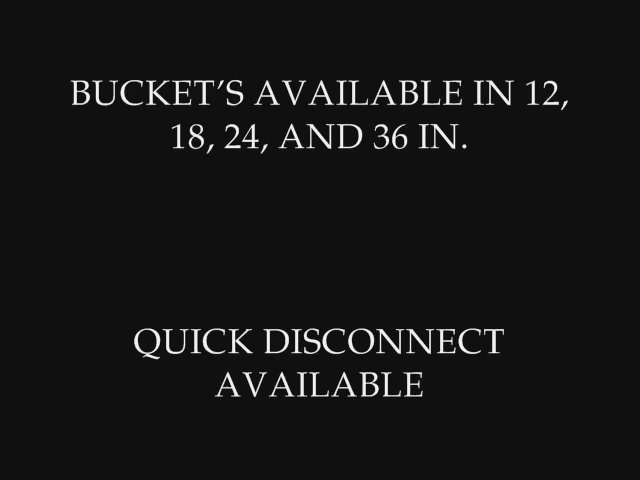 BUCKET’S AVAILABLE IN 12,
18, 24, AND 36 IN.
QUICK DISCONNECT
AVAILABLE